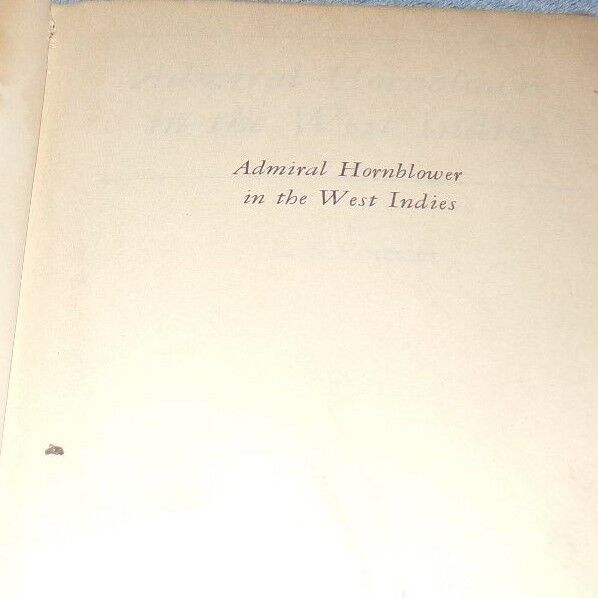 Admiral Hornblower
in the West Indies